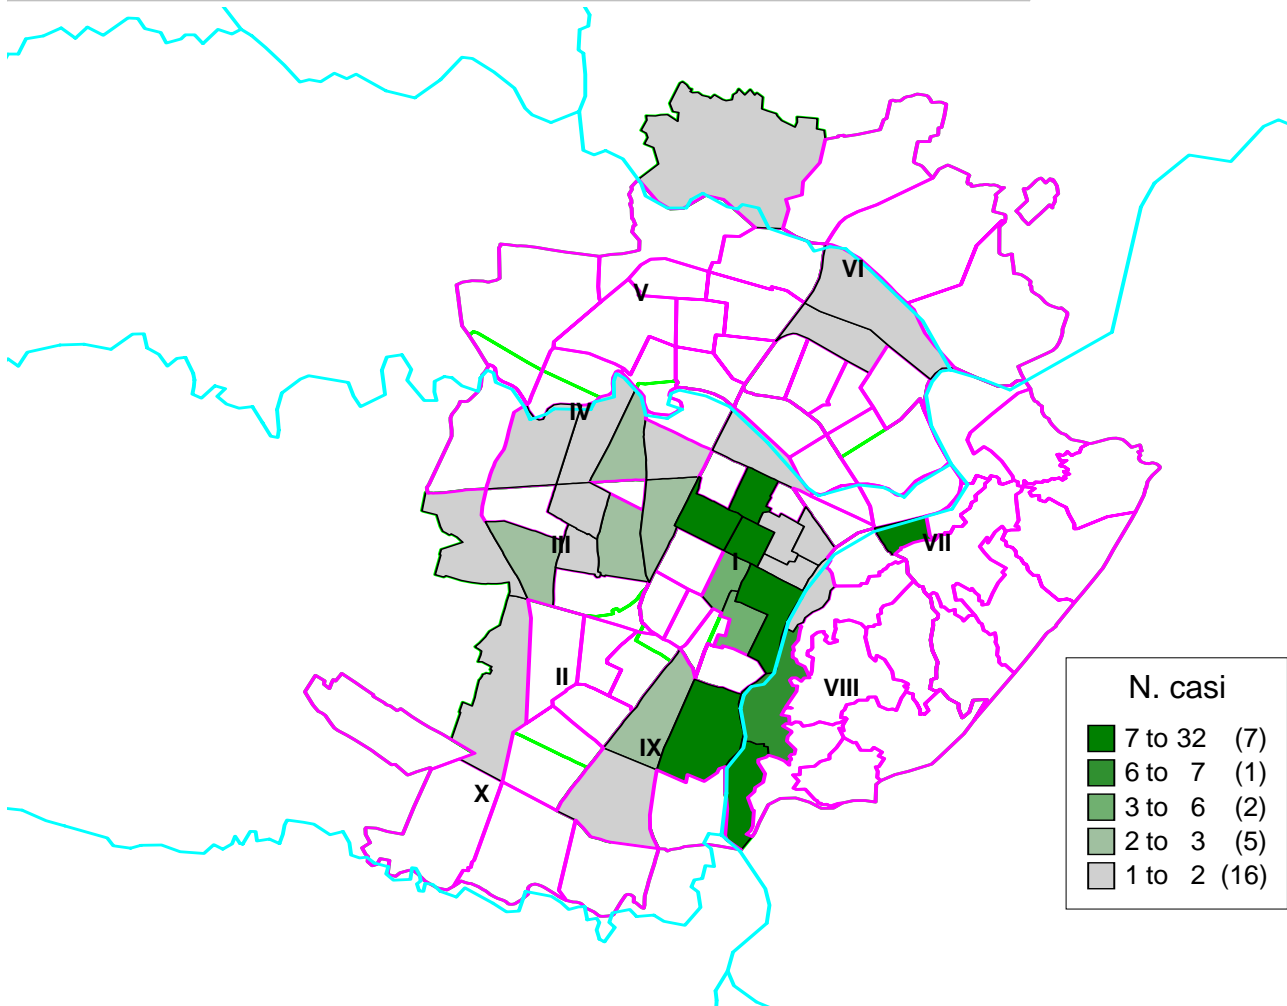 VI
V
IV
III
I
VII
II
VIII
IX
X
N. casi
7 to 32 (7)
6 to 7 (1)
3 to 6 (2)
2 to 3 (5)
1 to 2 (16)